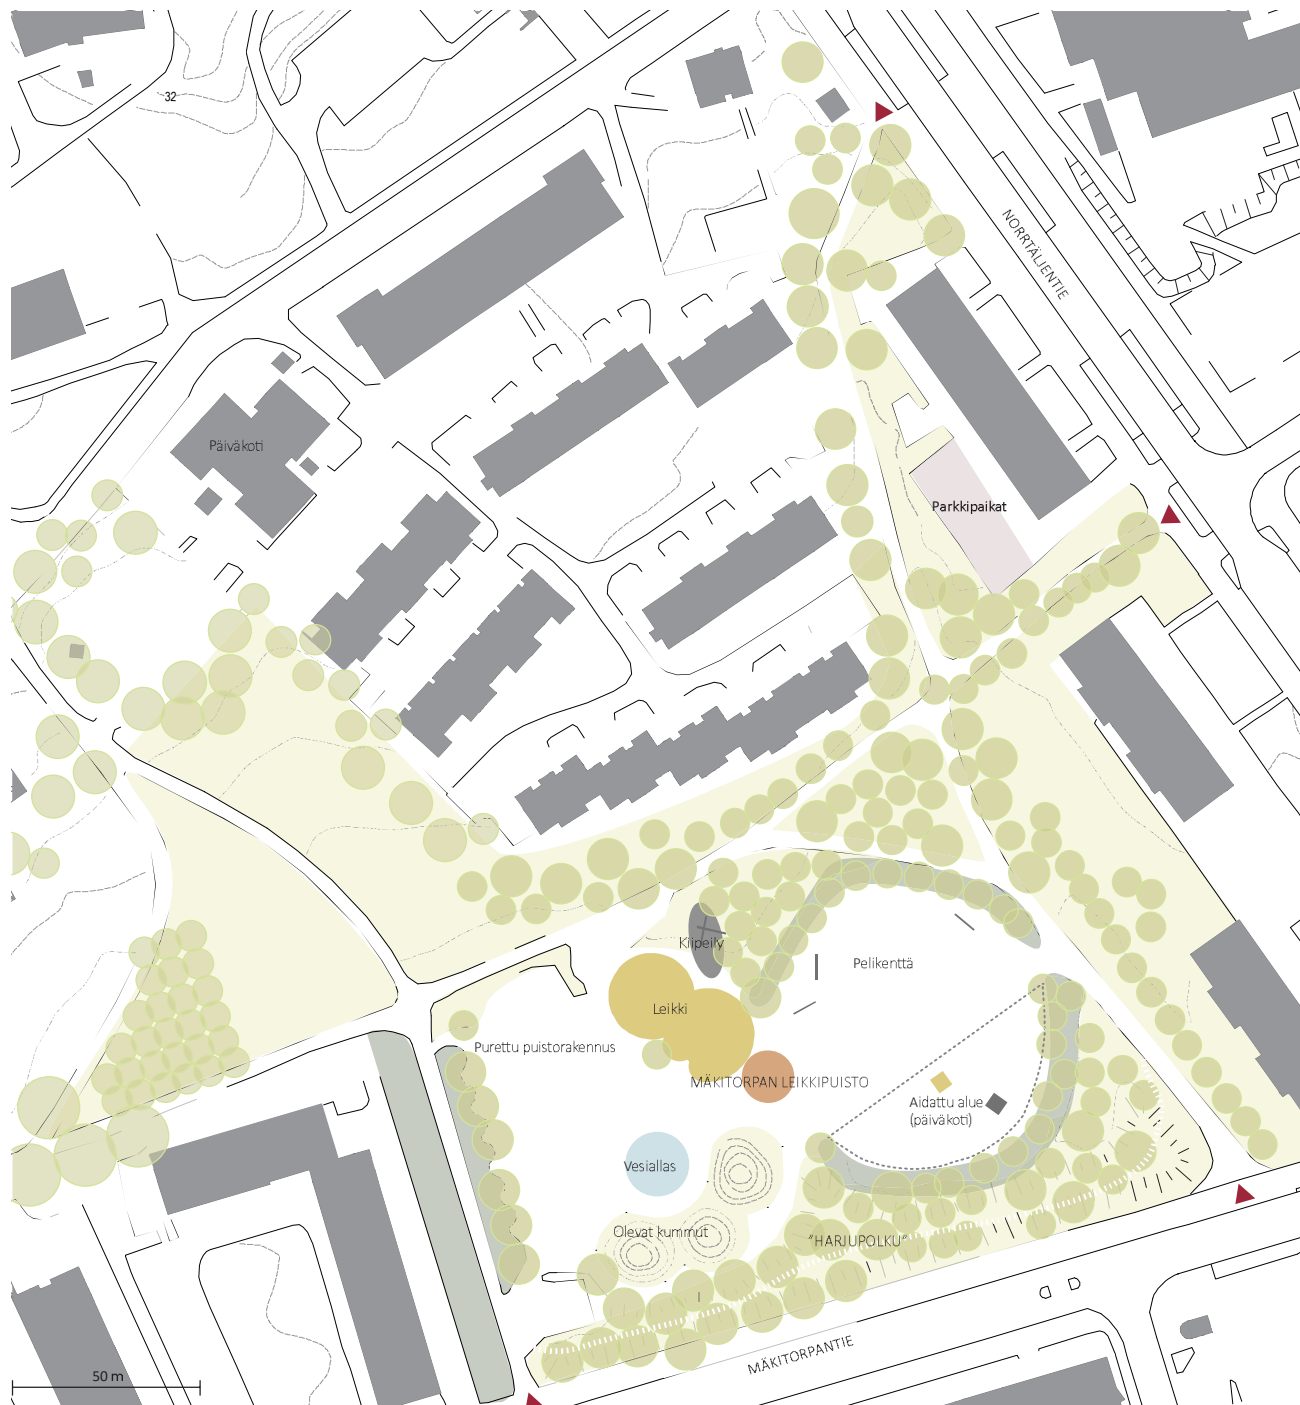 32
NORRTÄLJENTIE
Päiväkoti
Parkkipaikat
Kiipeily
Pelikenttä
Leikki
Purettu puistorakennus
MÄKITORPAN LEIKKIPUISTO
Aidattu alue
(päiväkoti)
Vesiallas
Olevat kummut
"HARJUPOLKU"
MÄKITORPANTIE
50 m